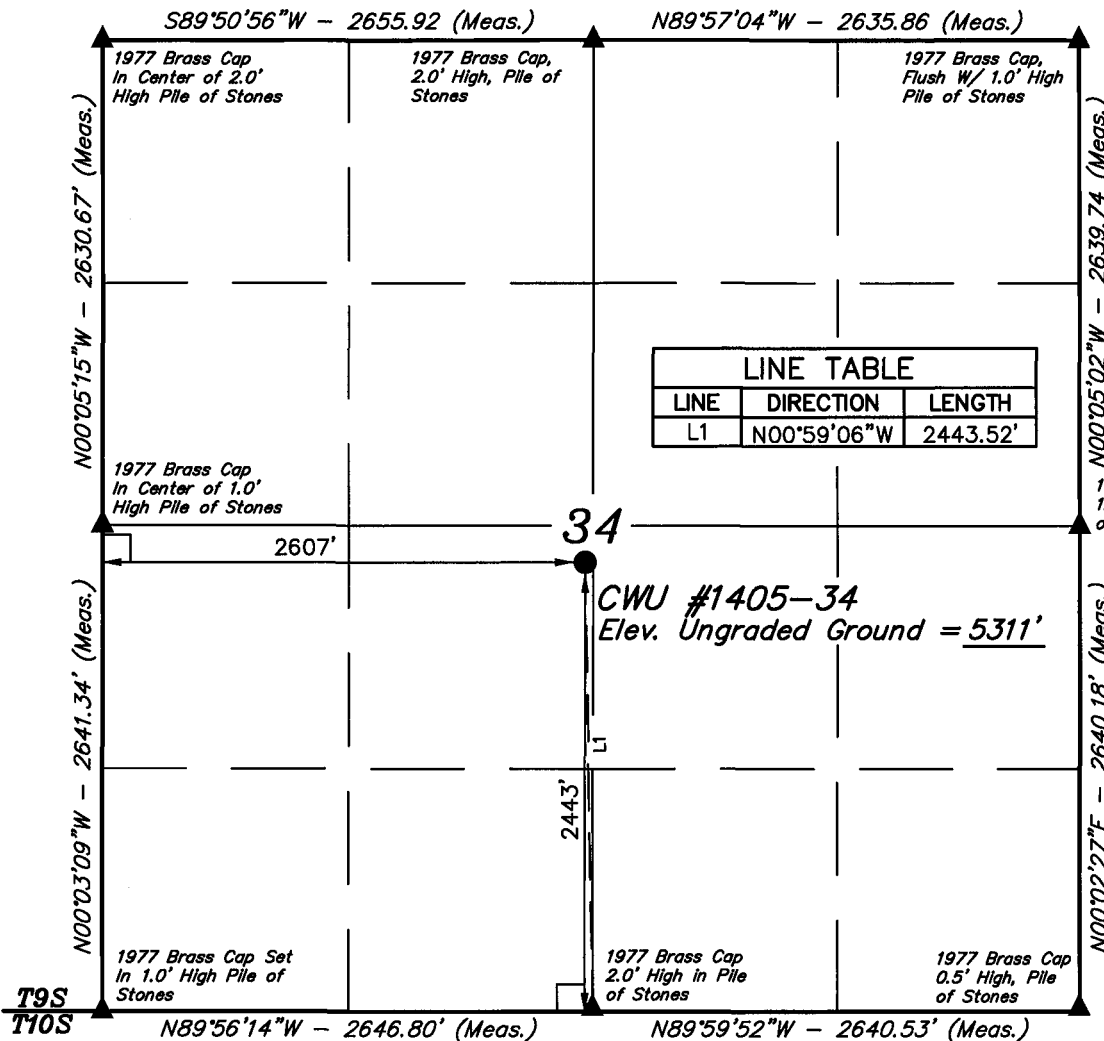 S89°50'56"W - 2655.92 (Meas.)
N89°57'04"W - 2635.86 (Meas.)
1977 Brass Cap
In Center of 2.0'
High Pile of Stones
1977 Brass Cap,
2.0' High, Pile of
Stones
1977 Brass Cap,
Flush W/ 1.0' High
Pile of Stones
N00°05'15"W - 2630.67' (Meas.)
N00°05'02"W - 2639.74 (Meas.)
LINE TABLE
LINE DIRECTION LENGTH
L1 N00°59'06"W 2443.52'
1977 Brass Cap
In Center of 1.0'
High Pile of Stones
34
2607'
CWU #1405-34
Elev. Ungraded Ground = 5311'
N00°03'09"W - 2641.34' (Meas.)
N00°02'27"E - 2640.18' (Meas.)
L1
2443'
1977 Brass Cap Set
In 1.0' High Pile of
Stones
1977 Brass Cap
2.0' High in Pile
of Stones
1977 Brass Cap
0.5' High, Pile
of Stones
T9S
T10S
N89°56'14"W - 2646.80' (Meas.)
N89°59'52"W - 2640.53' (Meas.)